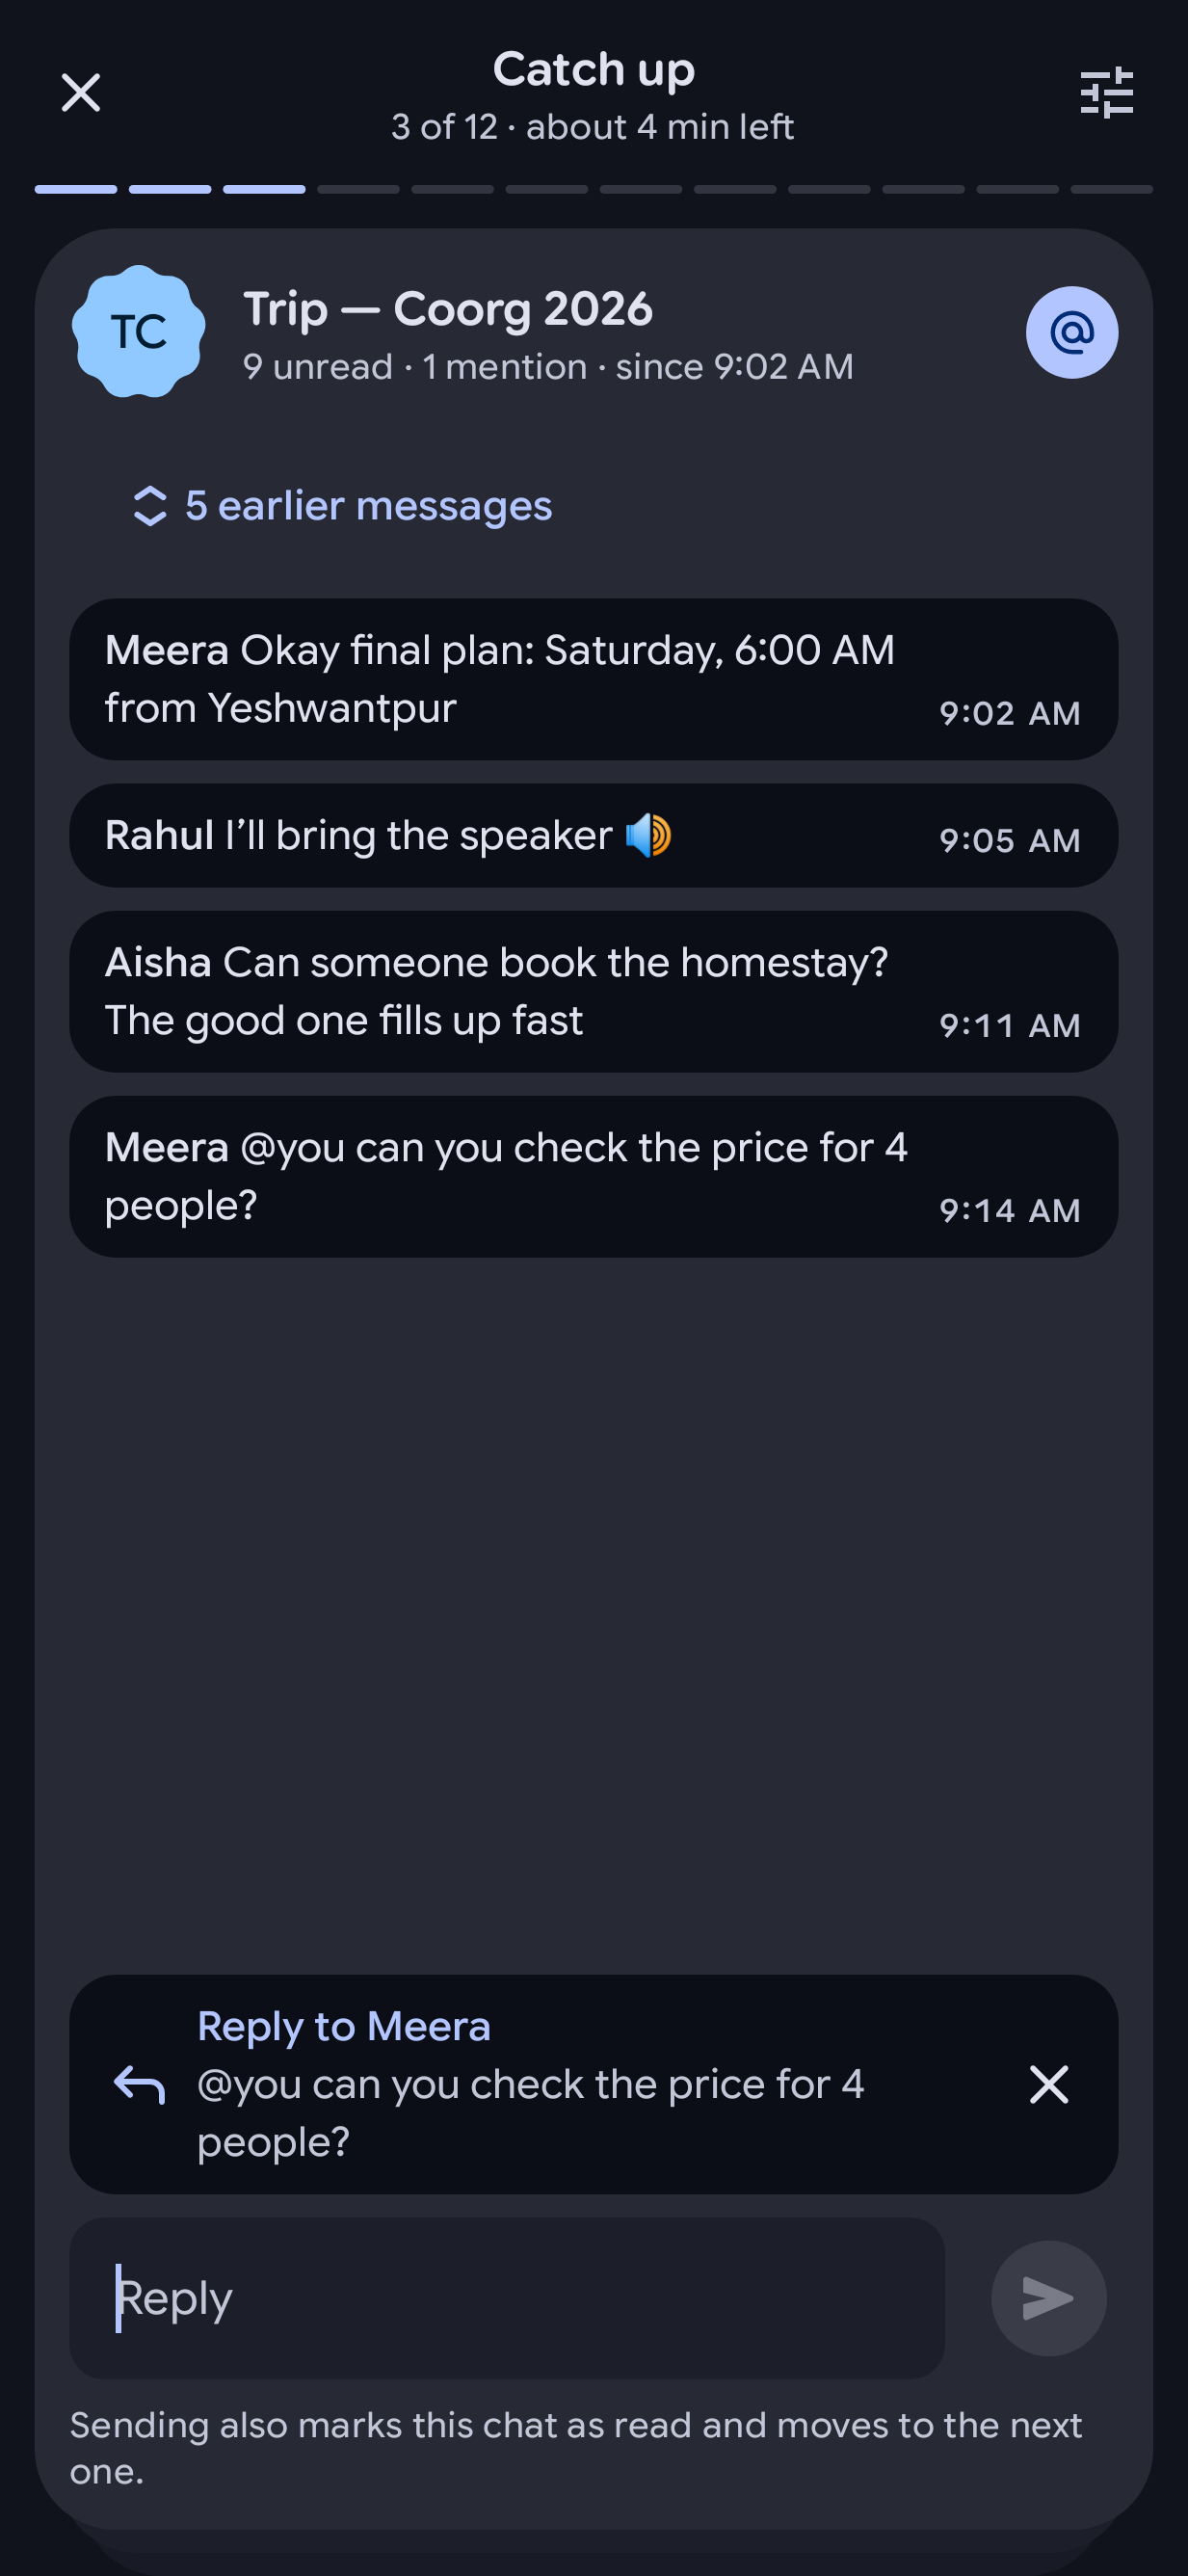 Catch up
3 of 12 · about 4 min left
TC
Trip — Coorg 2026
9 unread · 1 mention · since 9:02 AM
5 earlier messages
Meera Okay final plan: Saturday, 6:00 AM
from Yeshwantpur
9:02 AM
Rahul I’ll bring the speaker 🔊
9:05 AM
Aisha Can someone book the homestay?
The good one fills up fast
9:11 AM
Meera @you can you check the price for 4
people?
9:14 AM
Reply to Meera
@you can you check the price for 4
people?
Reply
Sending also marks this chat as read and moves to the next
one.